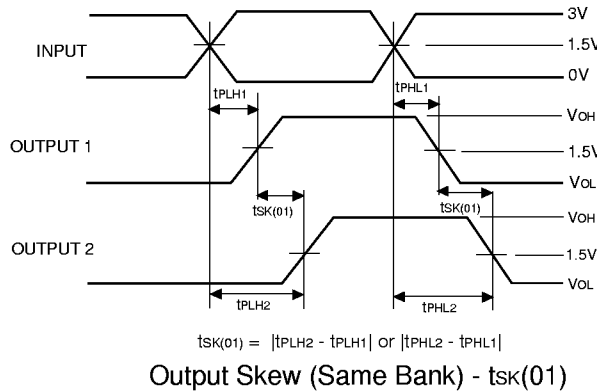 3V
INPUT
1.5V
0V
tPLH1
tPHL1
VOH
OUTPUT 1
1.5V
VOL
tSK(01)
tSK(01)
VOH
OUTPUT 2
1.5V
VOL
tPLH2
tPHL2
tSK(01) = |tPLH2 - tPLH1| or |tPHL2 - tPHL1|
Output Skew (Same Bank) - tSK(01)